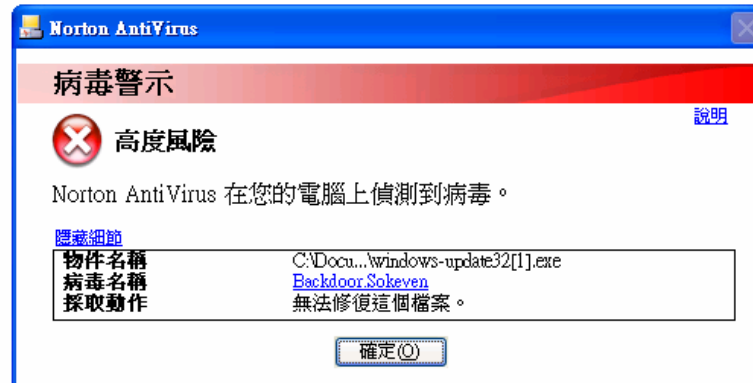 Norton AntiVirus
病毒警示
說明
高度風險
Norton AntiVirus 在您的電腦上偵測到病毒。
隱藏細節
物件名稱 C:\Docu...\windows-update32[1].exe
病毒名稱 Backdoor.Sokeven
採取動作 無法修復這個檔案。
確定(O)